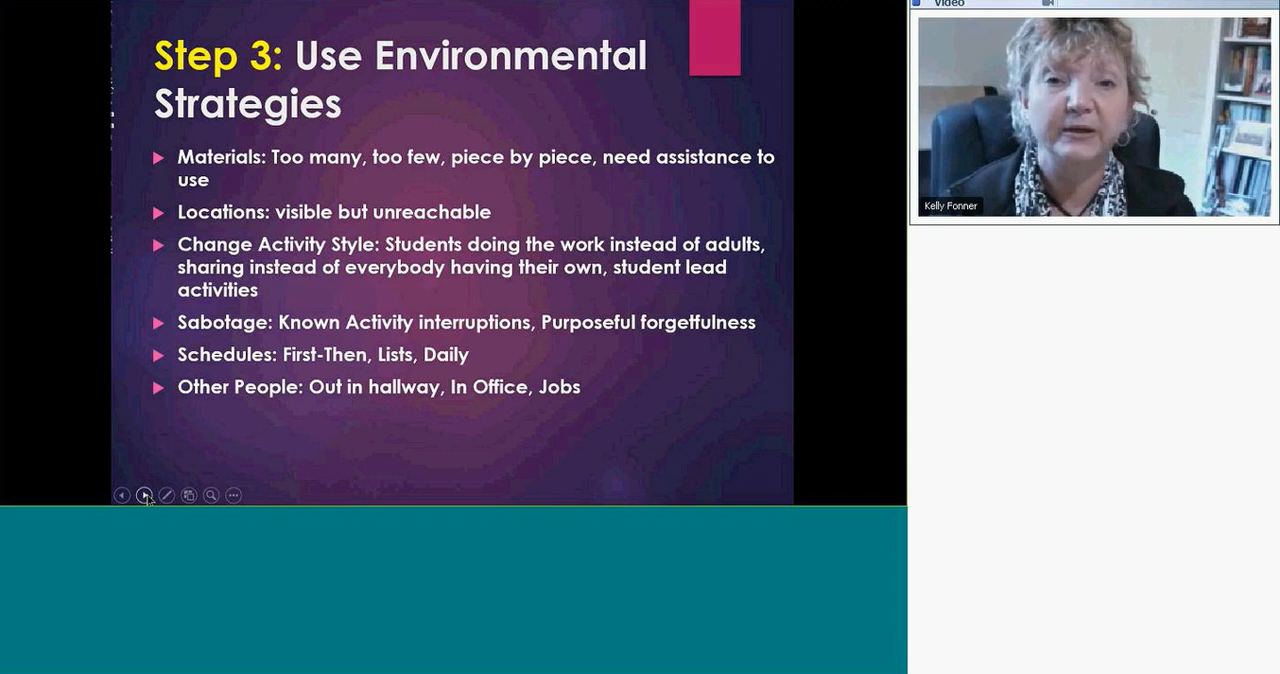 Step 3: Use Environmental
Strategies
Materials: Too many, too few, piece by piece, need assistance to
use
Locations: visible but unreachable
Change Activity Style: Students doing the work instead of adults,
sharing instead of everybody having their own, student lead
activities
Sabotage: Known Activity interruptions, Purposeful forgetfulness
Schedules: First-Then, Lists, Daily
Other People: Out in hallway, In Office, Jobs
Video
Kelly Fonner